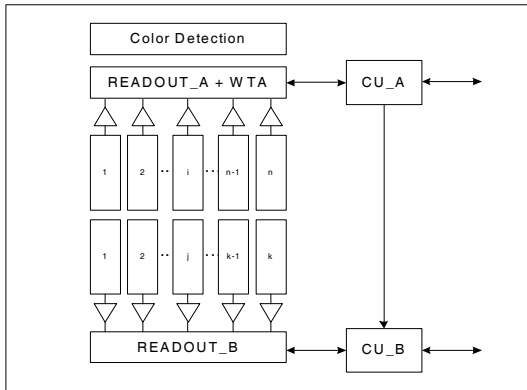 Color Detection
READOUT_A + WTA
CU_A
1 2 ·· i ··· n-1 n
1 2 ·· j ··· k-1 k
READOUT_B
CU_B